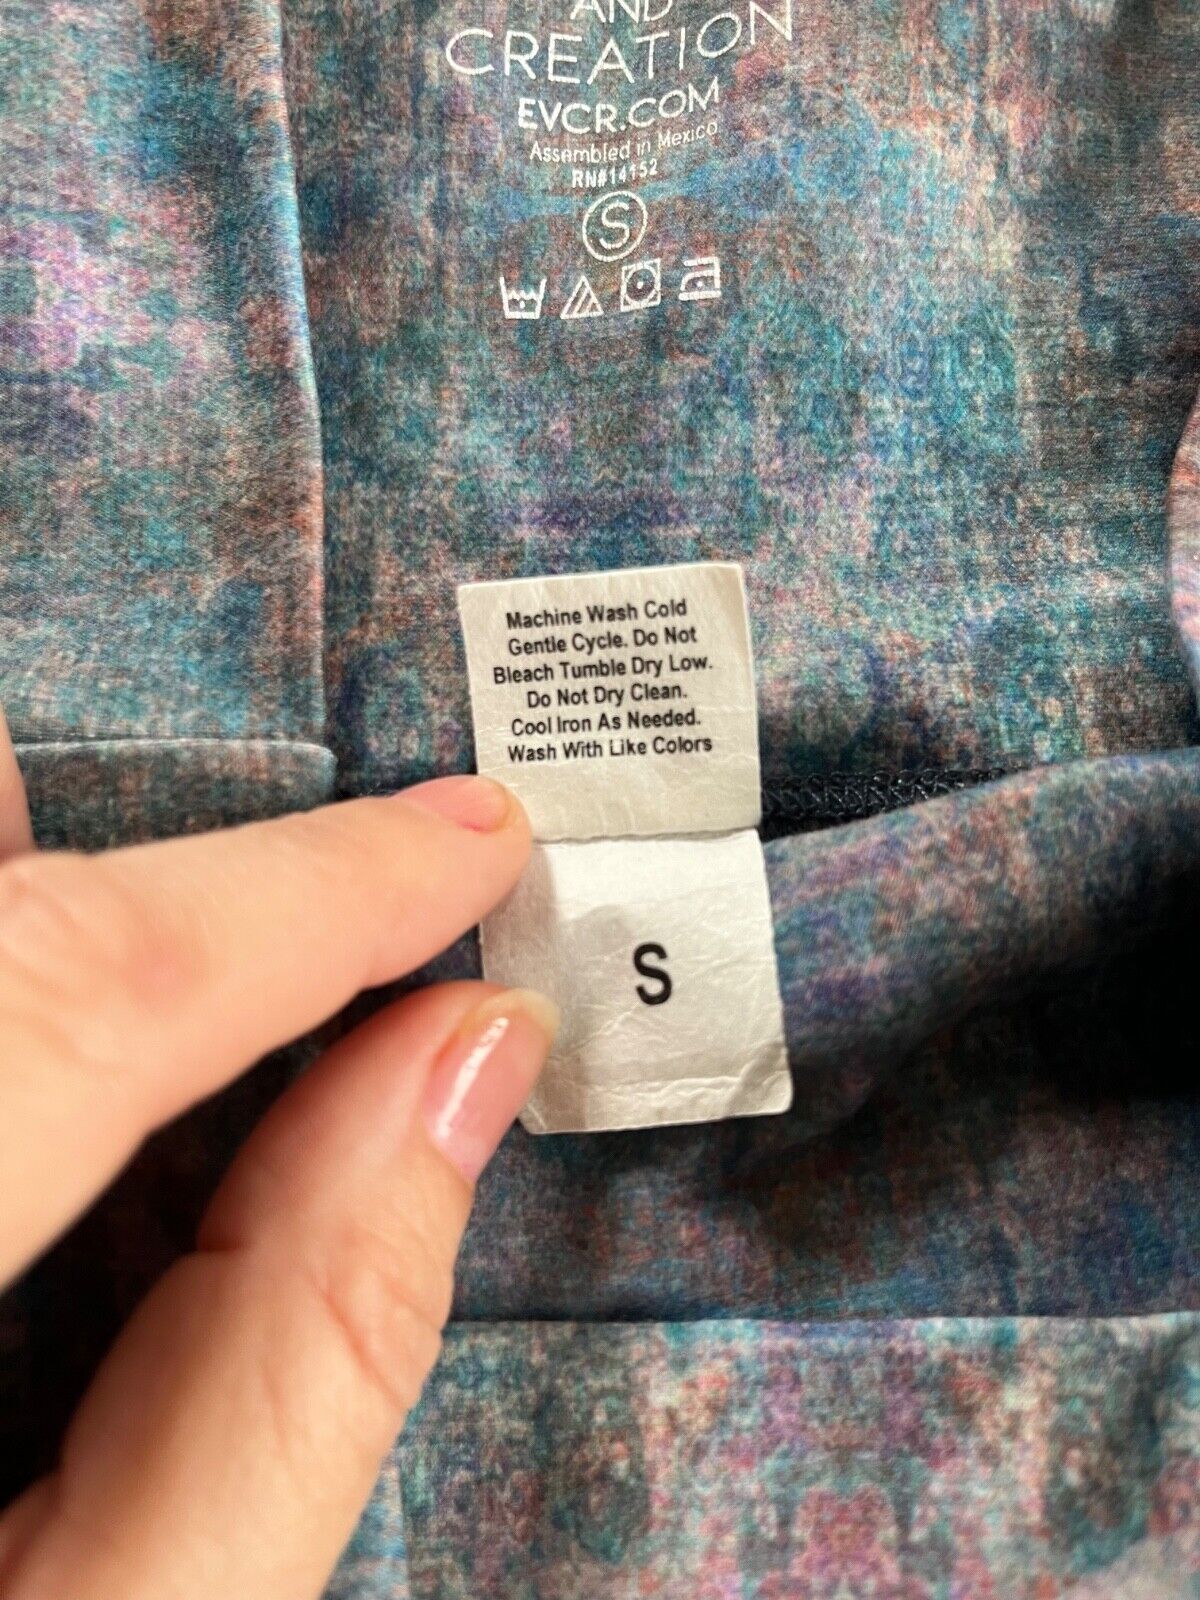 AND
CREATION
EVCR.COM
Assembled in Mexico
RN#14152
S
Machine Wash Cold
Gentle Cycle. Do Not
Bleach Tumble Dry Low.
Do Not Dry Clean.
Cool Iron As Needed.
Wash With Like Colors
S